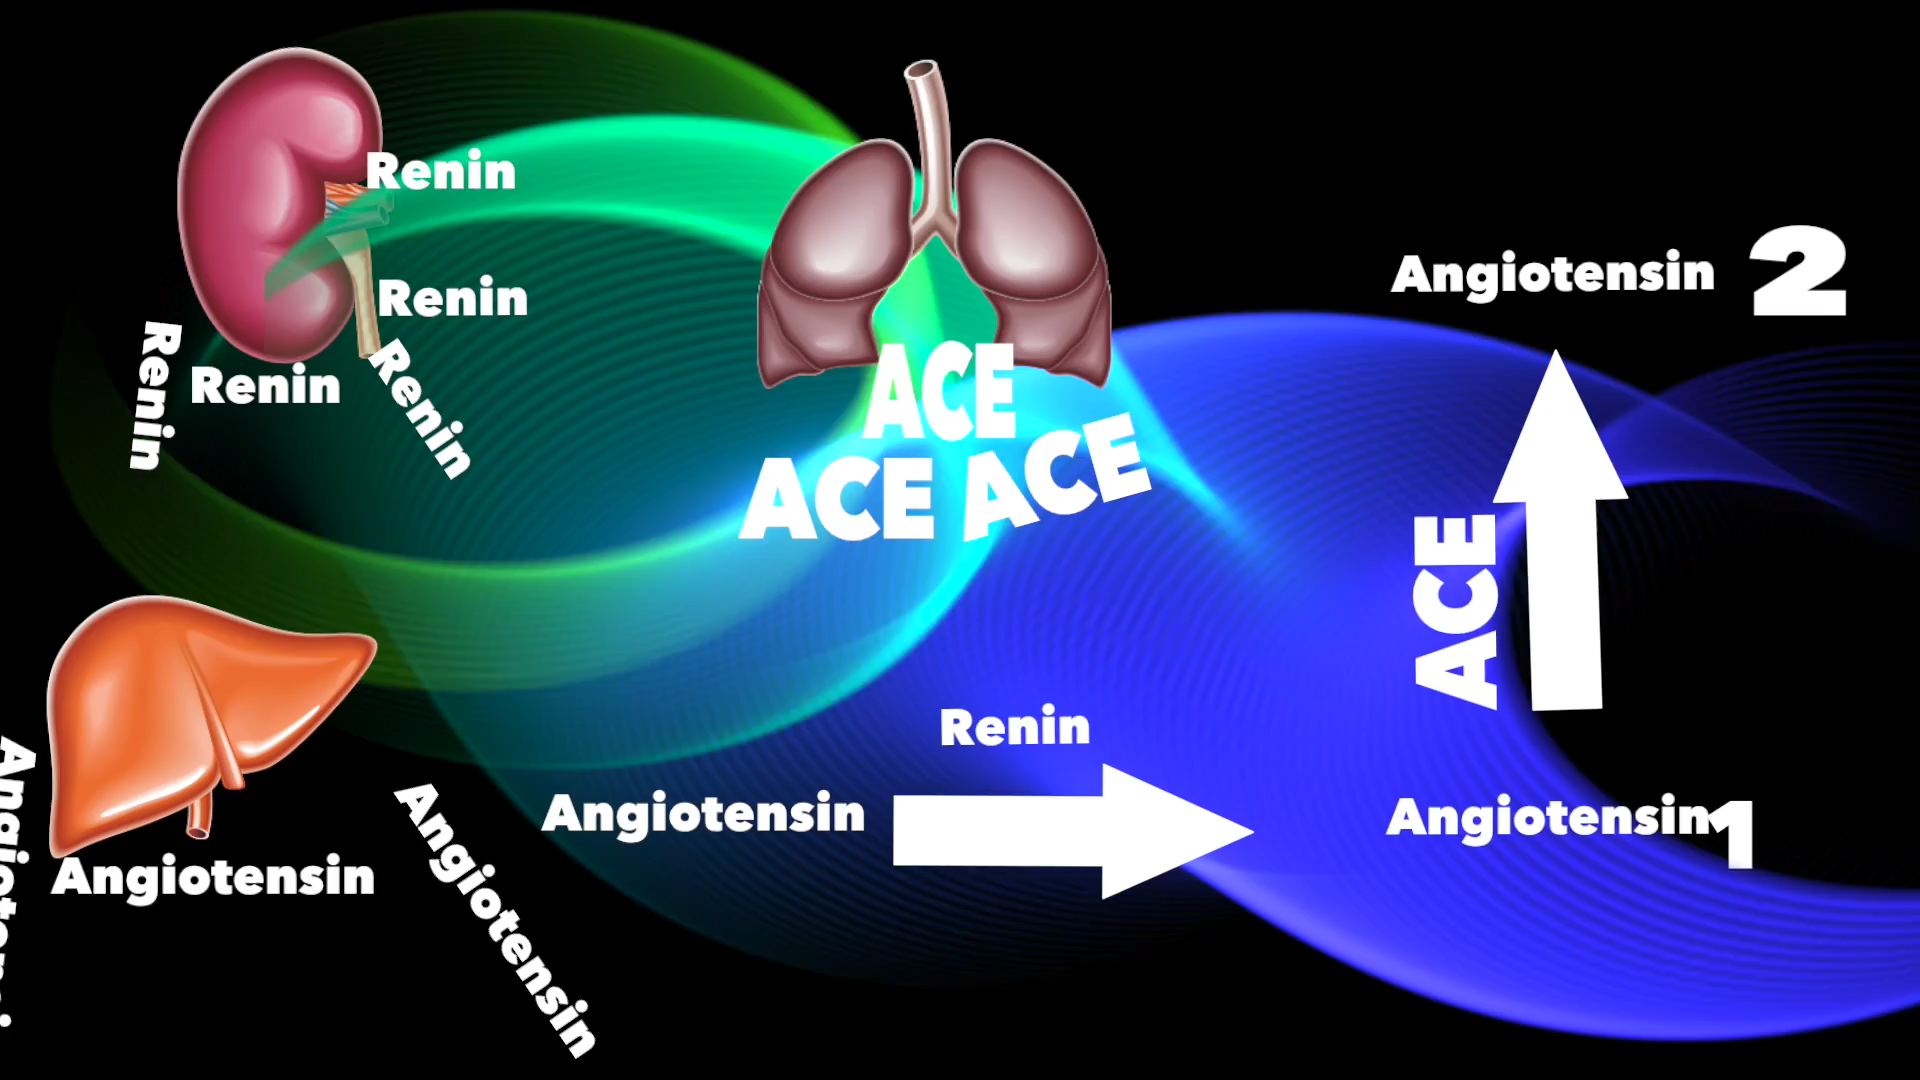 Renin
Renin
Renin
Renin
Renin
ACE
ACE
ACE
Angiotensin 2
ACE
Renin
Angiotensin
Angiotensin 1
Angiotensin
Angiotensin